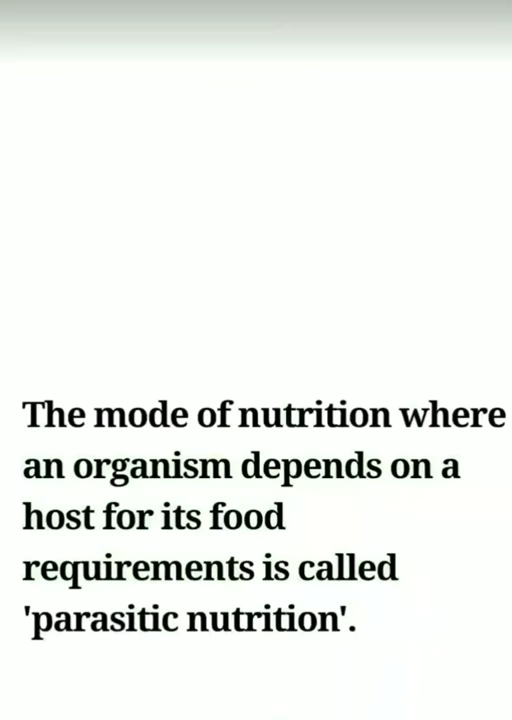 The mode of nutrition where
an organism depends on a
host for its food
requirements is called
'parasitic nutrition'.